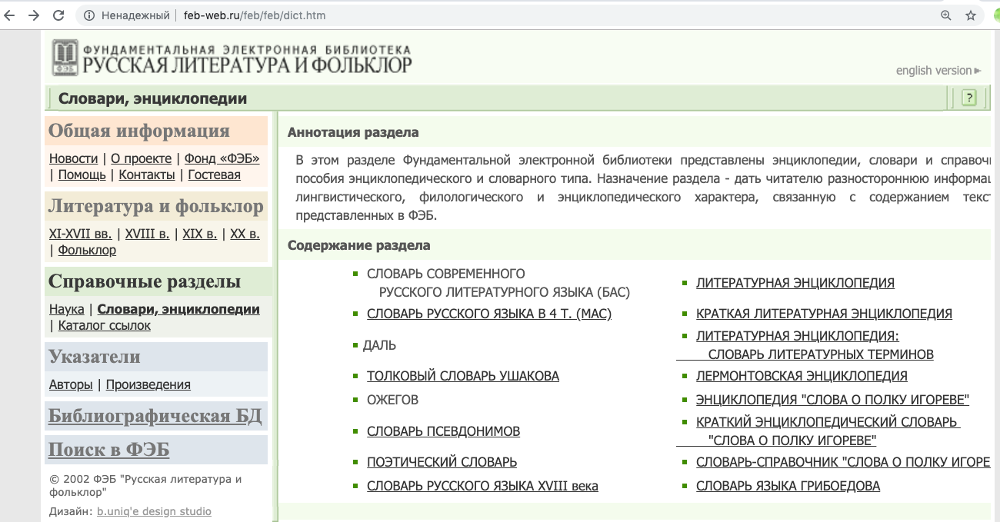 Ненадежный feb-web.ru/feb/feb/dict.htm
ФЭБ
ФУНДАМЕНТАЛЬНАЯ ЭЛЕКТРОННАЯ БИБЛИОТЕКА
РУССКАЯ ЛИТЕРАТУРА И ФОЛЬКЛОР
english version
Словари, энциклопедии
?
Общая информация
Новости | О проекте | Фонд «ФЭБ»
| Помощь | Контакты | Гостевая
Литература и фольклор
XI-XVII вв. | XVIII в. | XIX в. | XX в.
| Фольклор
Справочные разделы
Наука | Словари, энциклопедии
| Каталог ссылок
Указатели
Авторы | Произведения
Библиографическая БД
Поиск в ФЭБ
© 2002 ФЭБ "Русская литература и
фольклор"
Дизайн: b.uniq'e design studio
Аннотация раздела
В этом разделе Фундаментальной электронной библиотеки представлены энциклопедии, словари и справоч
пособия энциклопедического и словарного типа. Назначение раздела - дать читателю разностороннюю информац
лингвистического, филологического и энциклопедического характера, связанную с содержанием текст
представленных в ФЭБ.
Содержание раздела
СЛОВАРЬ СОВРЕМЕННОГО
РУССКОГО ЛИТЕРАТУРНОГО ЯЗЫКА (БАС)
СЛОВАРЬ РУССКОГО ЯЗЫКА В 4 Т. (МАС)
ДАЛЬ
ТОЛКОВЫЙ СЛОВАРЬ УШАКОВА
ОЖЕГОВ
СЛОВАРЬ ПСЕВДОНИМОВ
ПОЭТИЧЕСКИЙ СЛОВАРЬ
СЛОВАРЬ РУССКОГО ЯЗЫКА XVIII века
ЛИТЕРАТУРНАЯ ЭНЦИКЛОПЕДИЯ
КРАТКАЯ ЛИТЕРАТУРНАЯ ЭНЦИКЛОПЕДИЯ
ЛИТЕРАТУРНАЯ ЭНЦИКЛОПЕДИЯ:
СЛОВАРЬ ЛИТЕРАТУРНЫХ ТЕРМИНОВ
ЛЕРМОНТОВСКАЯ ЭНЦИКЛОПЕДИЯ
ЭНЦИКЛОПЕДИЯ "СЛОВА О ПОЛКУ ИГОРЕВЕ"
КРАТКИЙ ЭНЦИКЛОПЕДИЧЕСКИЙ СЛОВАРЬ
"СЛОВА О ПОЛКУ ИГОРЕВЕ"
СЛОВАРЬ-СПРАВОЧНИК "СЛОВА О ПОЛКУ ИГОРЕ
СЛОВАРЬ ЯЗЫКА ГРИБОЕДОВА